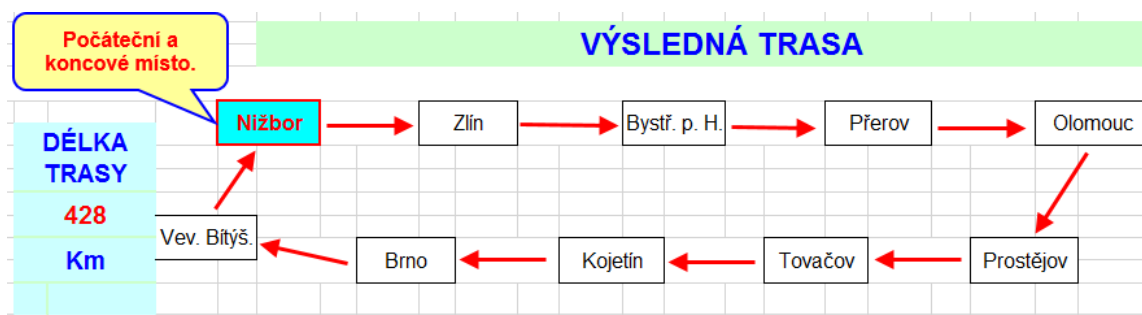 Počáteční a
koncové místo.
VÝSLEDNÁ TRASA
Nižbor
Zlín
Bystř. p. H.
Přerov
Olomouc
DÉLKA
TRASY
428
Km
Vev. Bítýš.
Brno
Kojetín
Tovačov
Prostějov